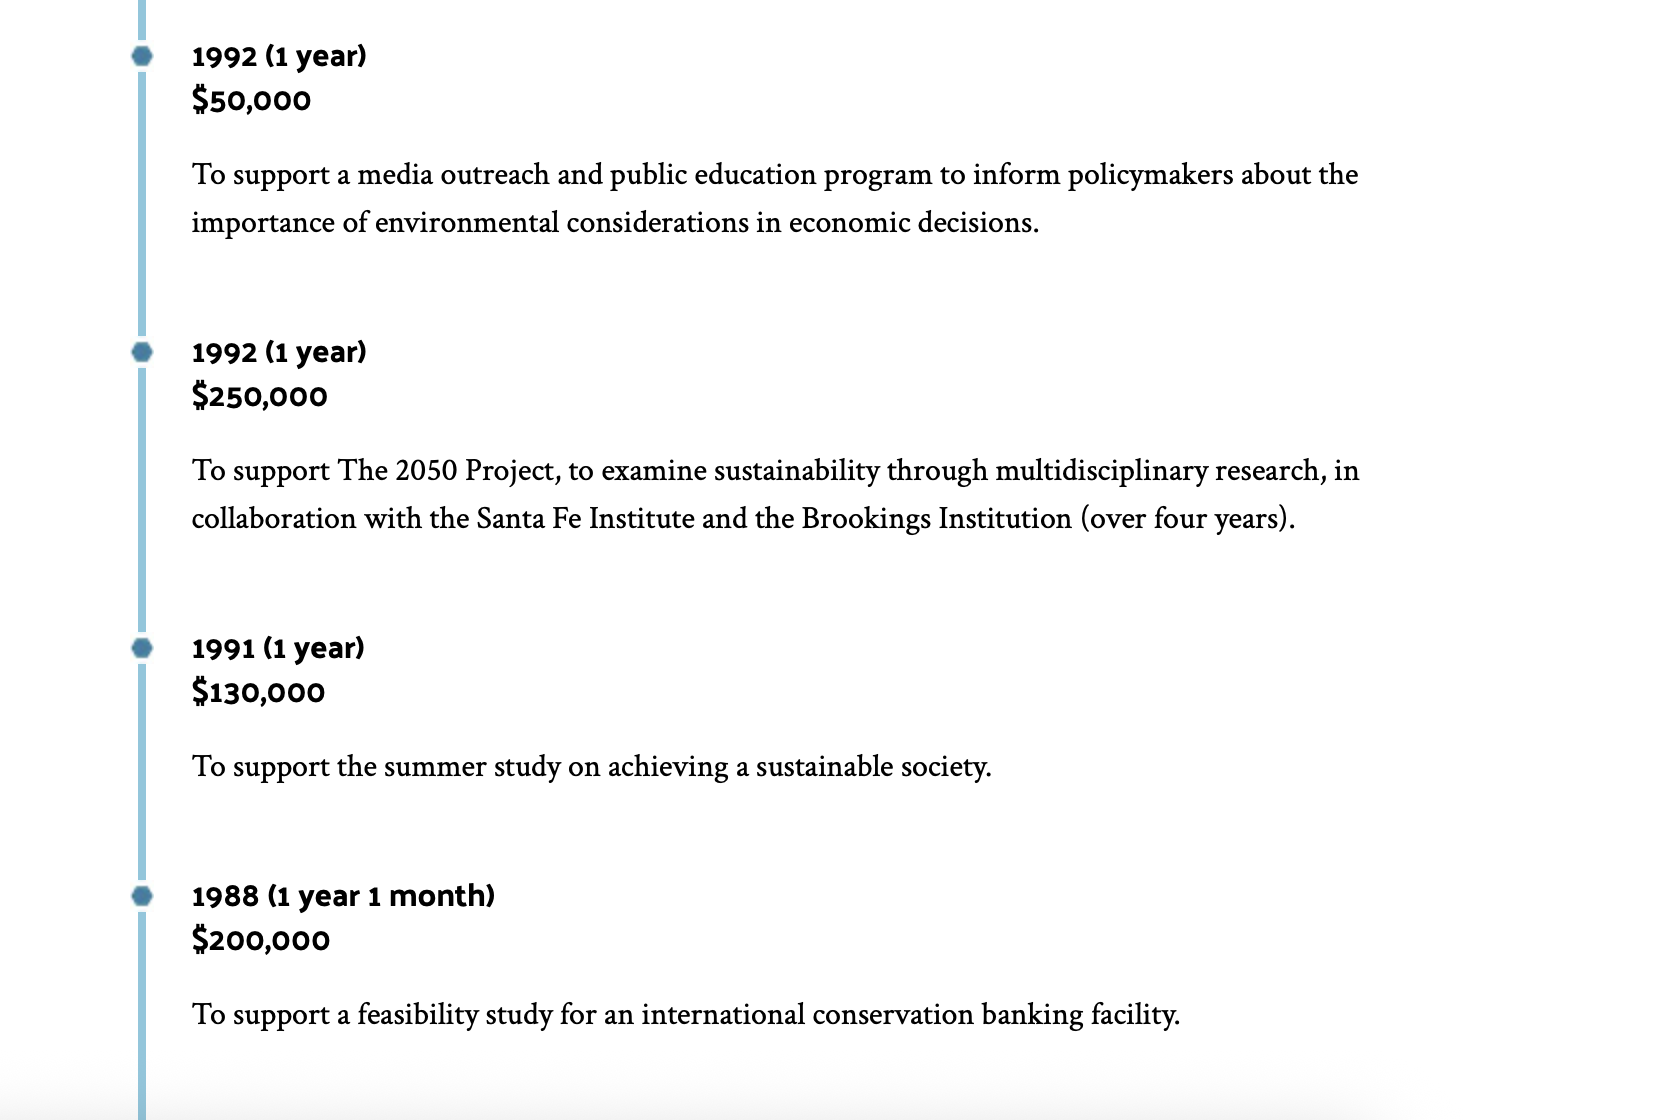 1992 (1 year)
$50,000
To support a media outreach and public education program to inform policymakers about the
importance of environmental considerations in economic decisions.
1992 (1 year)
$250,000
To support The 2050 Project, to examine sustainability through multidisciplinary research, in
collaboration with the Santa Fe Institute and the Brookings Institution (over four years).
1991 (1 year)
$130,000
To support the summer study on achieving a sustainable society.
1988 (1 year 1 month)
$200,000
To support a feasibility study for an international conservation banking facility.